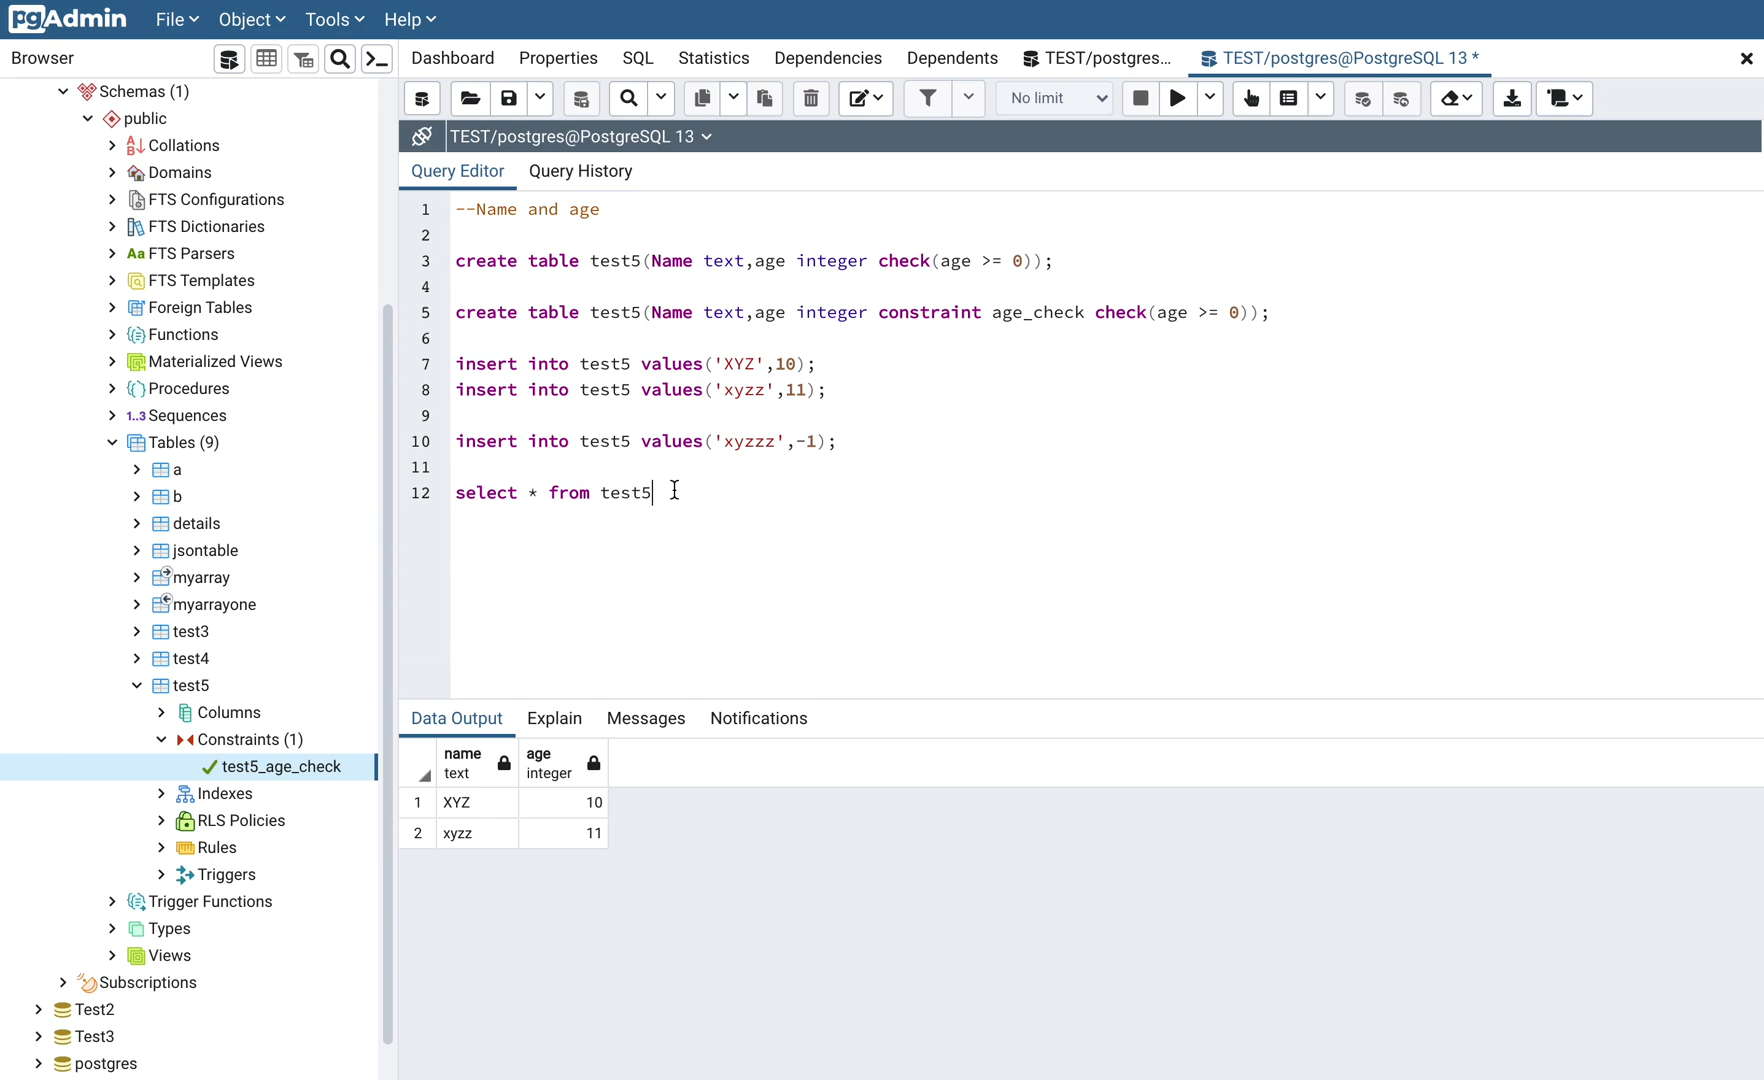 pgAdmin File Object Tools Help
Browser
Dashboard Properties SQL Statistics Dependencies Dependents TEST/postgres... TEST/postgres@PostgreSQL 13 *
No limit
TEST/postgres@PostgreSQL 13
Query Editor Query History
Schemas (1)
public
Collations
Domains
FTS Configurations
FTS Dictionaries
Aa FTS Parsers
FTS Templates
Foreign Tables
Functions
Materialized Views
Procedures
1..3 Sequences
Tables (9)
a
b
details
jsontable
myarray
myarrayone
test3
test4
test5
Columns
Constraints (1)
test5_age_check
Indexes
RLS Policies
Rules
Triggers
Trigger Functions
Types
Views
Subscriptions
Test2
Test3
postgres
1 --Name and age
2
3 create table test5(Name text,age integer check(age >= 0));
4
5 create table test5(Name text,age integer constraint age_check check(age >= 0));
6
7 insert into test5 values('XYZ',10);
8 insert into test5 values('xyzz',11);
9
10 insert into test5 values('xyzzz',-1);
11
12 select * from test5
Data Output Explain Messages Notifications
name age
text integer
1 XYZ 10
2 xyzz 11